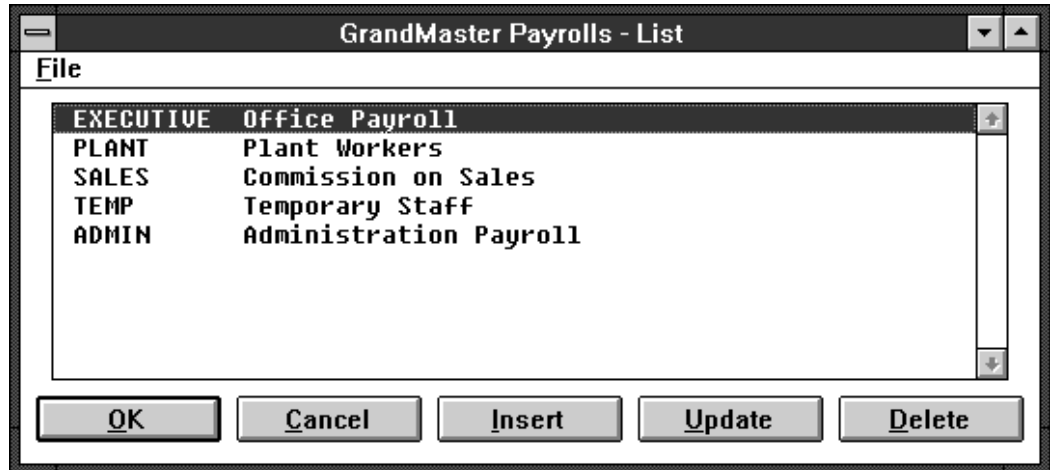 GrandMaster Payrolls - List
File
EXECUTIVE Office Payroll
PLANT Plant Workers
SALES Commission on Sales
TEMP Temporary Staff
ADMIN Administration Payroll
OK Cancel Insert Update Delete